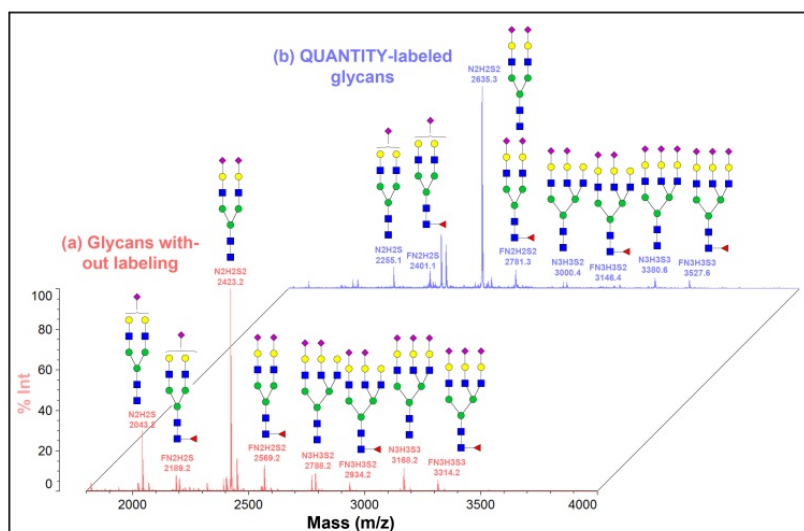 (b) QUANTITY-labeled
glycans
N2H2S2
2635.3
N2H2S
2255.1
FN2H2S
2401.1
FN2H2S2
2781.3
N3H3S2
3000.4
FN3H3S2
3146.4
N3H3S3
3380.6
FN3H3S3
3527.6
(a) Glycans with-
out labeling
N2H2S2
2423.2
N2H2S
2043.2
FN2H2S
2189.2
FN2H2S2
2569.2
N3H3S2
2788.2
FN3H3S2
2934.2
N3H3S3
3168.2
FN3H3S3
3314.2
% Int
100
80
60
40
20
0
2000 2500 3000 3500 4000
Mass (m/z)